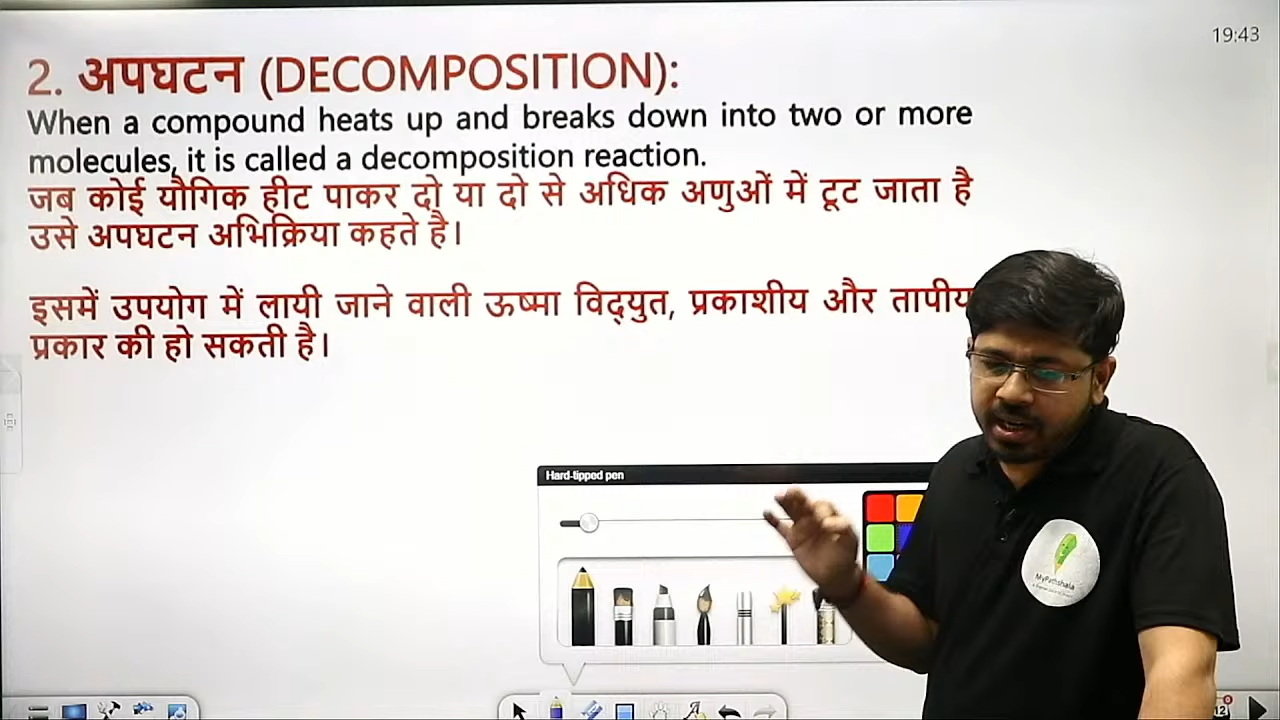 19:43
2. अपघटन (DECOMPOSITION):
When a compound heats up and breaks down into two or more
molecules, it is called a decomposition reaction.
जब कोई यौगिक हीट पाकर दो या दो से अधिक अणुओं में टूट जाता है
उसे अपघटन अभिक्रिया कहते है।
इसमें उपयोग में लायी जाने वाली ऊष्मा विद्युत, प्रकाशीय और तापीय
प्रकार की हो सकती है।
Hard-tipped pen
MyPathshala